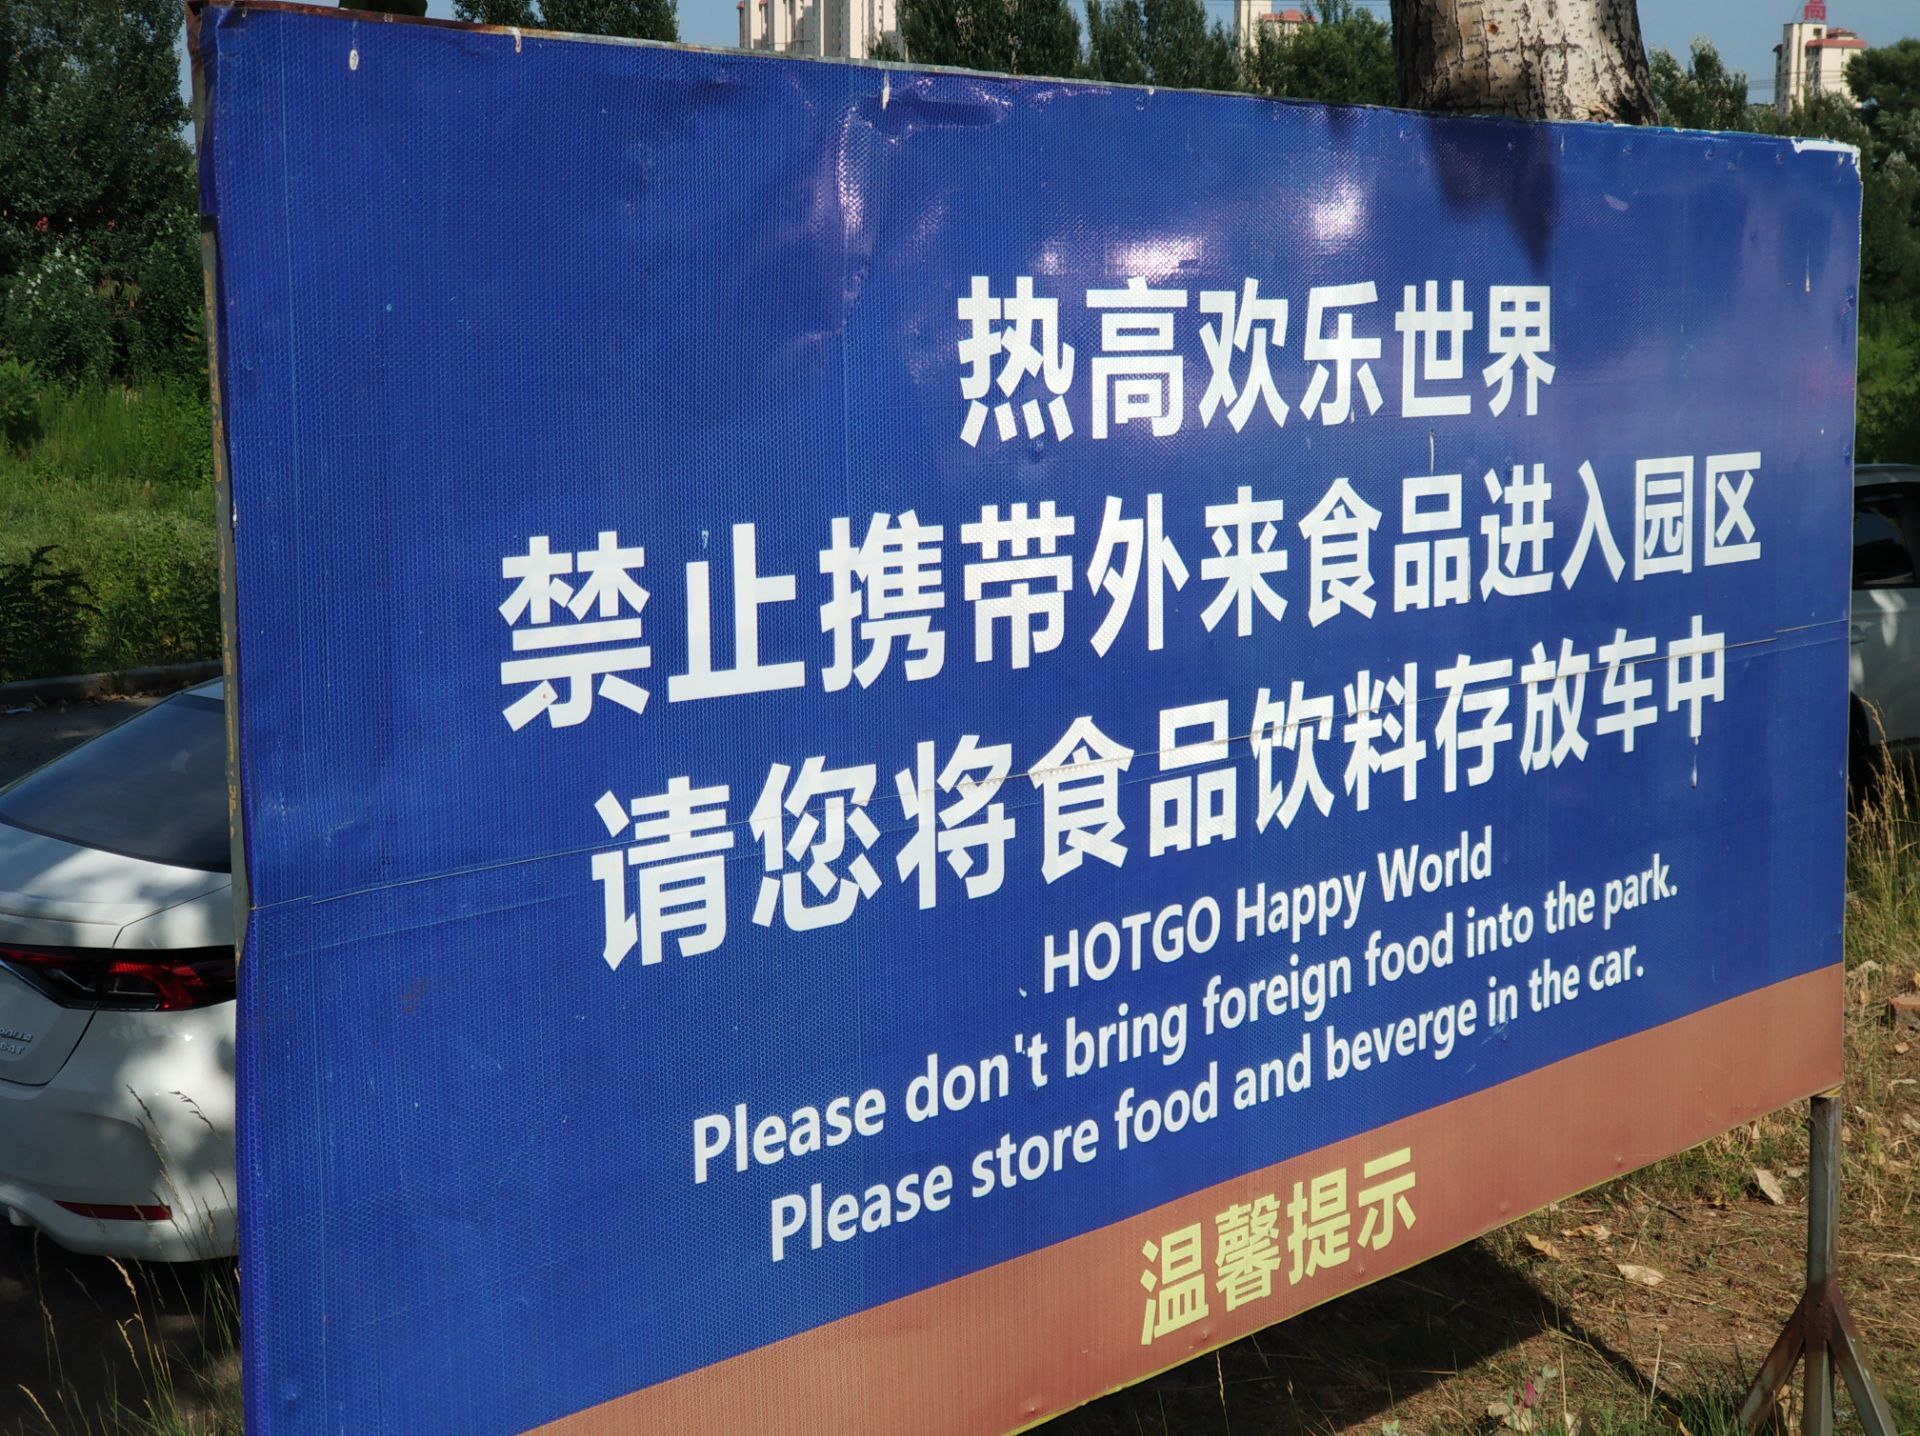 热高欢乐世界
禁止携带外来食品进入园区
请您将食品饮料存放车中
HOTGO Happy World
Please don't bring foreign food into the park.
Please store food and beverge in the car.
温馨提示
高